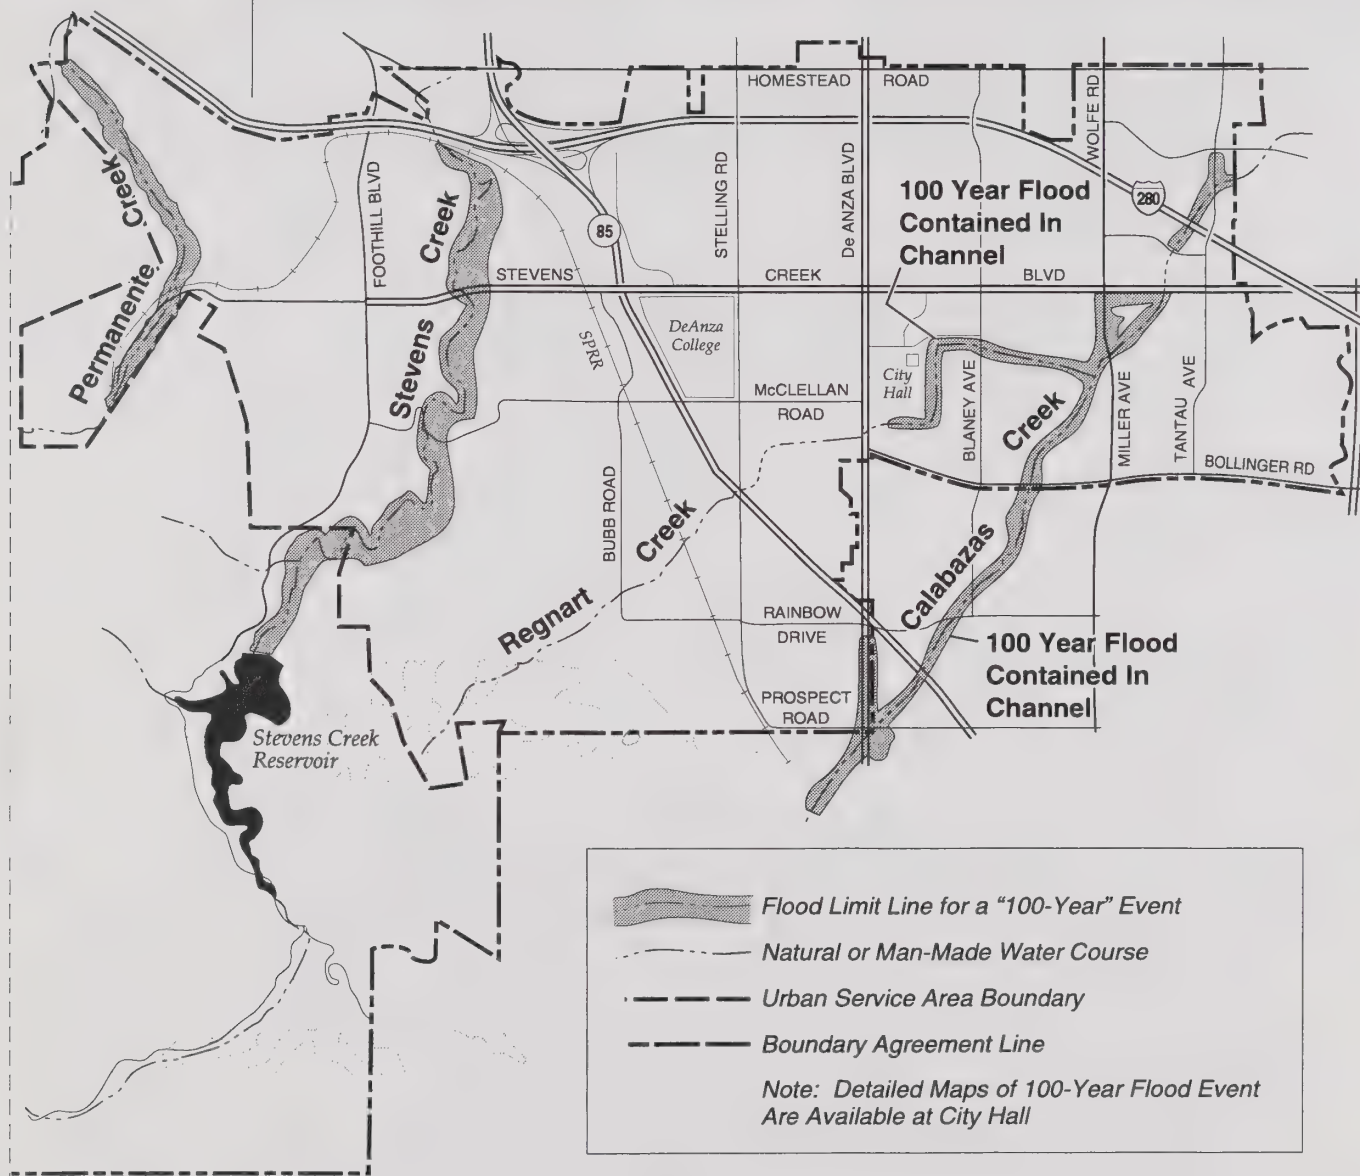 HOMESTEAD ROAD
WOLFE RD
280
Permanente Creek
FOOTHILL BLVD
Stevens Creek
85
STELLING RD
De ANZA BLVD
100 Year Flood
Contained In
Channel
STEVENS CREEK BLVD
SPRR
DeAnza
College
City
Hall
McCLELLAN
ROAD
BLANEY AVE
Creek
MILLER AVE
TANTAU AVE
BOLLINGER RD
BUBB ROAD
Regnart Creek
Calabazas
RAINBOW
DRIVE
100 Year Flood
Contained In
Channel
PROSPECT
ROAD
Stevens Creek
Reservoir
Flood Limit Line for a “100-Year” Event
Natural or Man-Made Water Course
Urban Service Area Boundary
Boundary Agreement Line
Note: Detailed Maps of 100-Year Flood Event
Are Available at City Hall